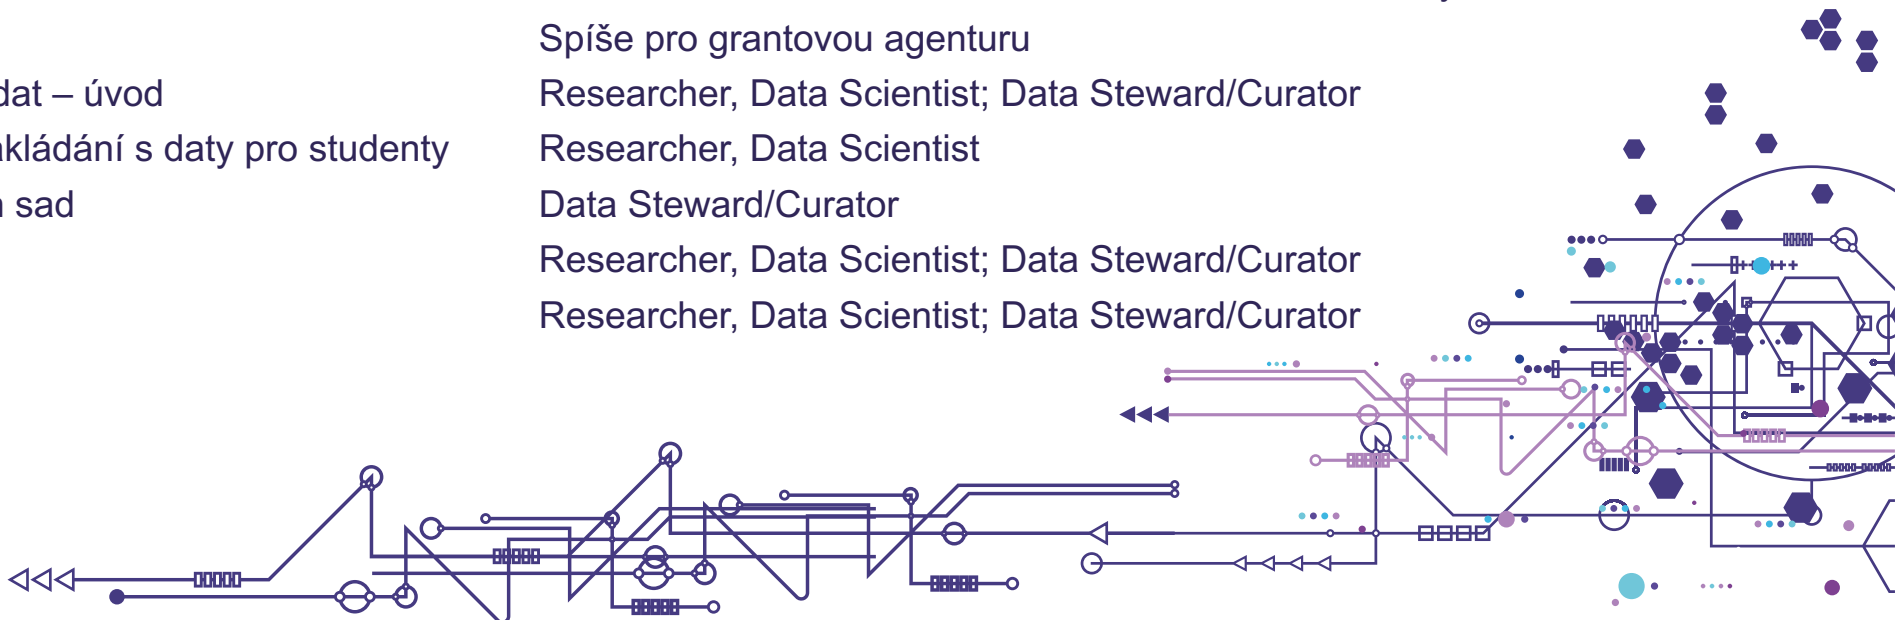 Spíše pro grantovou agenturu
dat – úvod Researcher, Data Scientist; Data Steward/Curator
kládání s daty pro studenty Researcher, Data Scientist
sad Data Steward/Curator
Researcher, Data Scientist; Data Steward/Curator
Researcher, Data Scientist; Data Steward/Curator